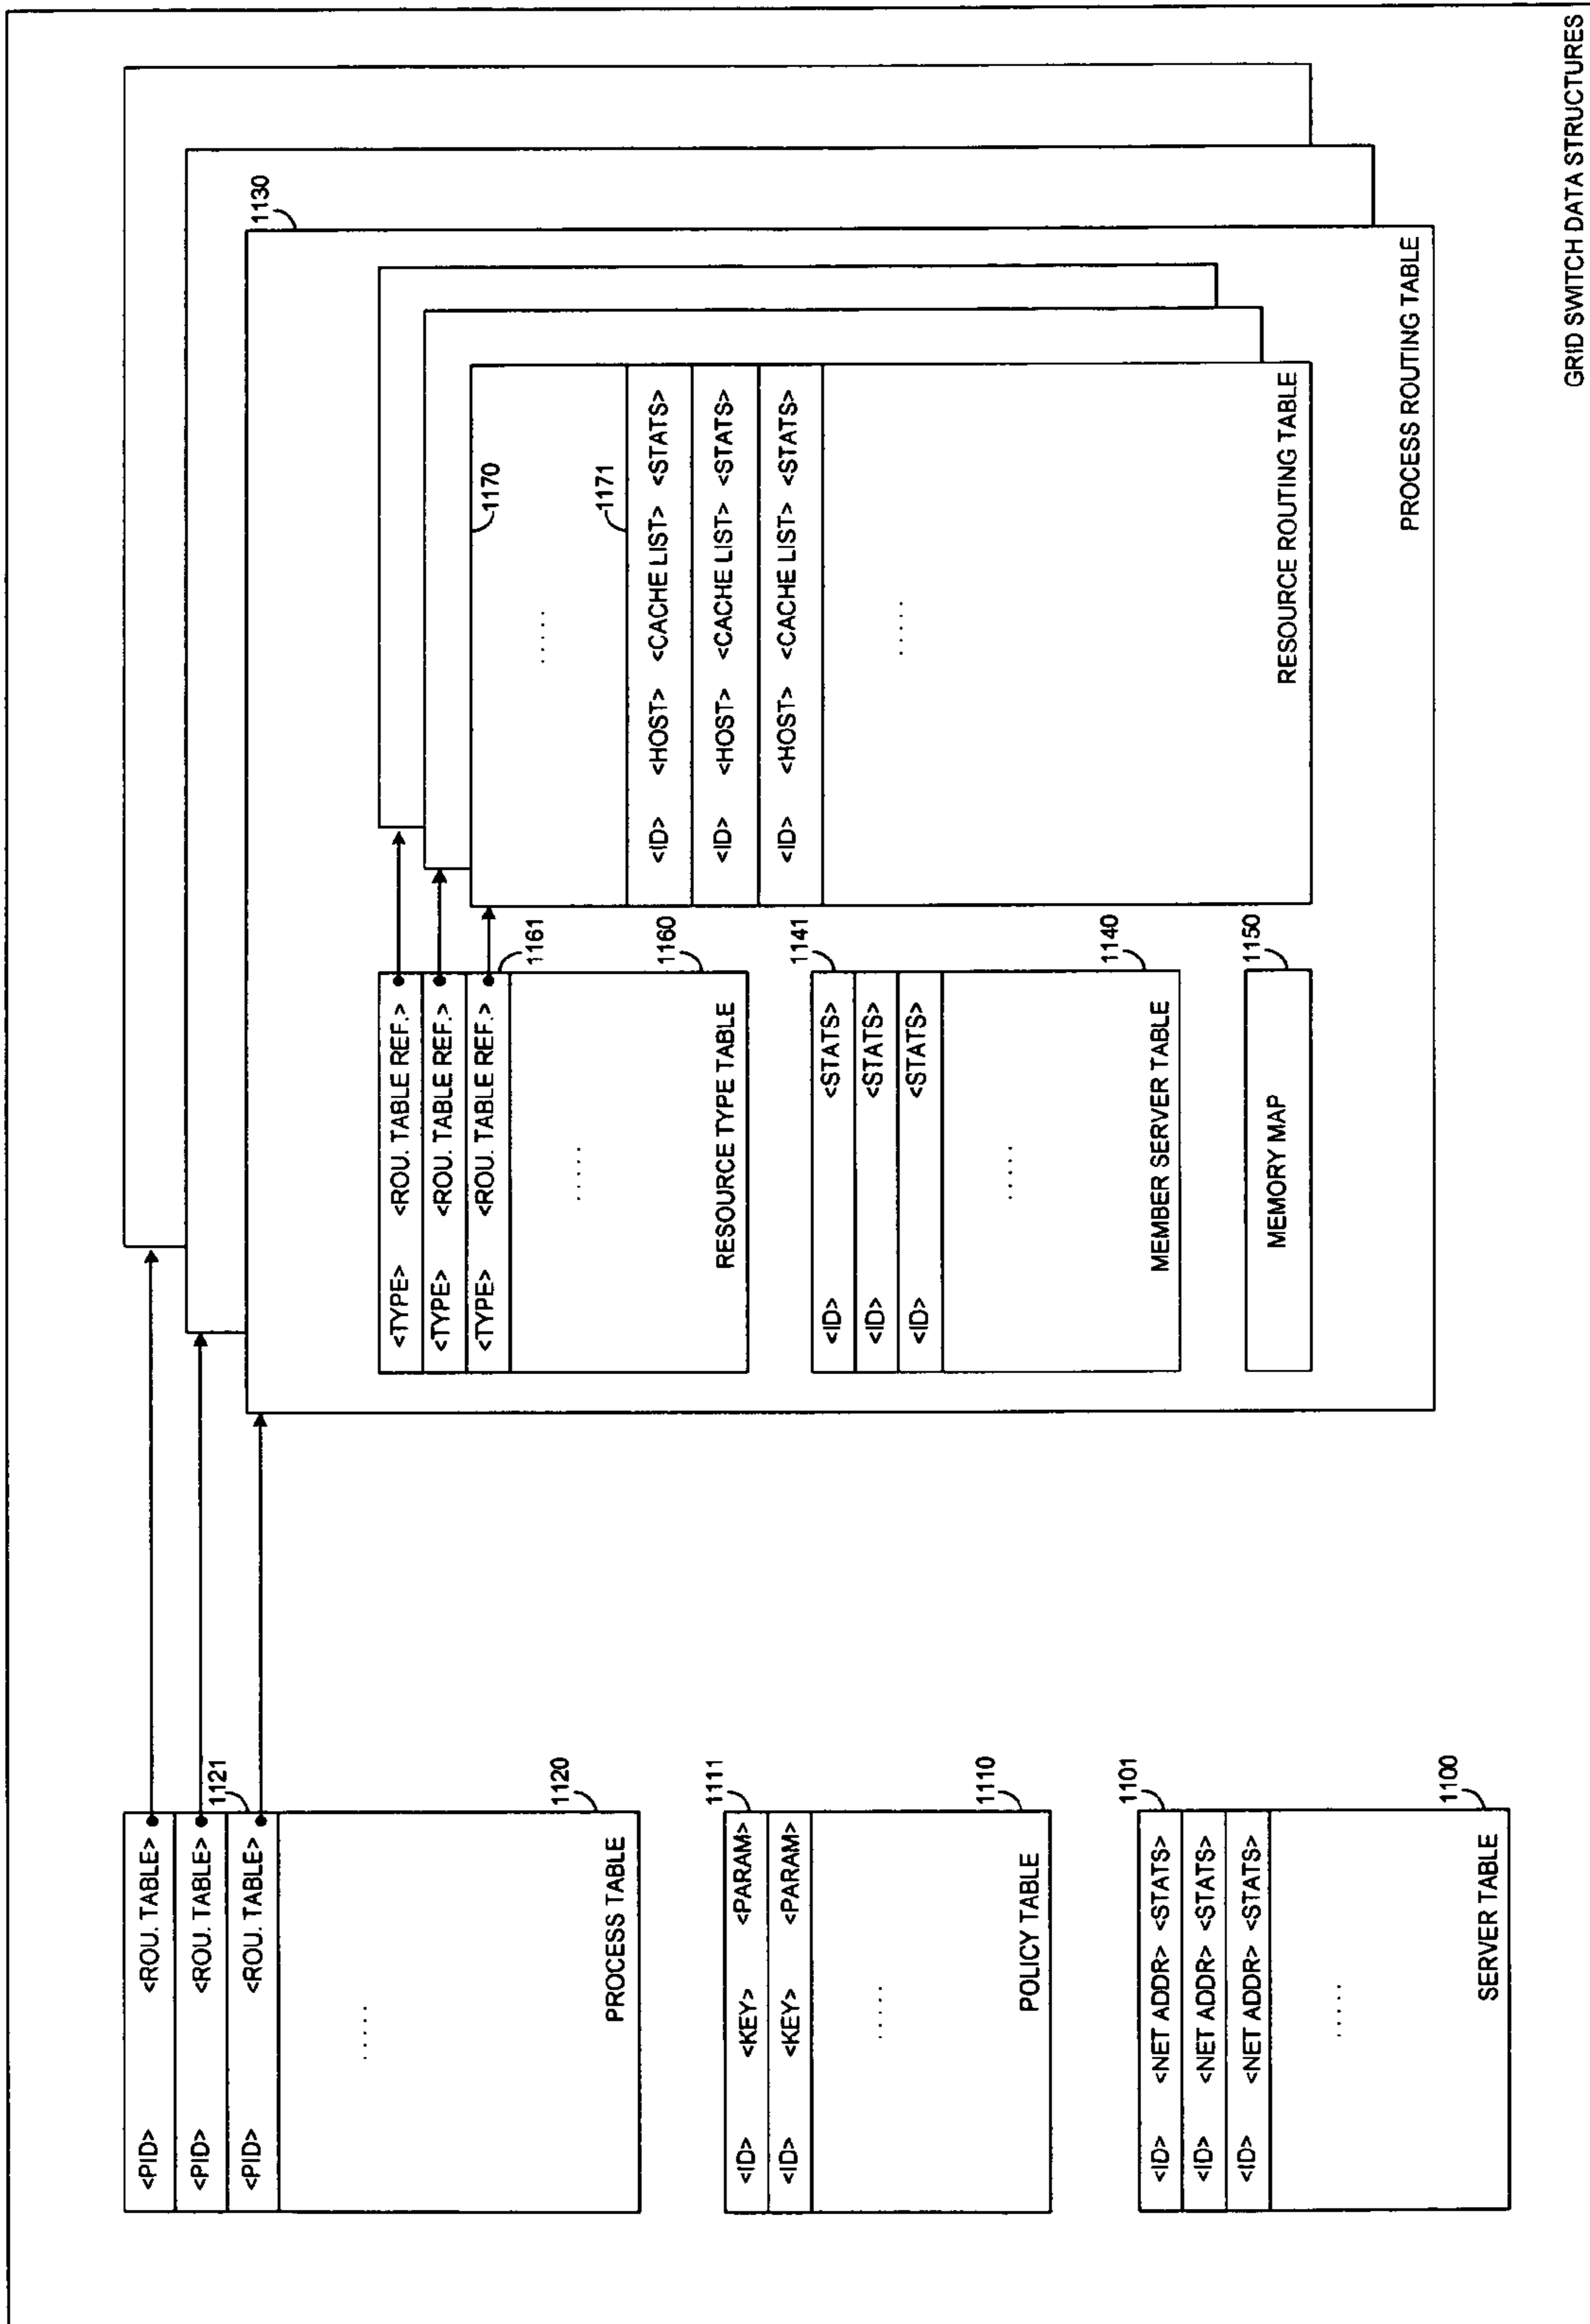 <PID> <ROU. TABLE>
<PID> <ROU. TABLE>
1121
<PID> <ROU. TABLE>
.....
1120
PROCESS TABLE
1111
<ID> <KEY> <PARAM>
<ID> <KEY> <PARAM>
.....
1110
POLICY TABLE
1101
<ID> <NET ADDR> <STATS>
<ID> <NET ADDR> <STATS>
<ID> <NET ADDR> <STATS>
.....
1100
SERVER TABLE
1130
<TYPE> <ROU. TABLE REF.>
<TYPE> <ROU. TABLE REF.>
<TYPE> <ROU. TABLE REF.>
1161
.....
1160
RESOURCE TYPE TABLE
1141
<ID> <STATS>
<ID> <STATS>
<ID> <STATS>
......
1140
MEMBER SERVER TABLE
1150
MEMORY MAP
1170
.....
1171
<ID> <HOST> <CACHE LIST> <STATS>
<ID> <HOST> <CACHE LIST> <STATS>
<ID> <HOST> <CACHE LIST> <STATS>
.....
RESOURCE ROUTING TABLE
PROCESS ROUTING TABLE
GRID SWITCH DATA STRUCTURES